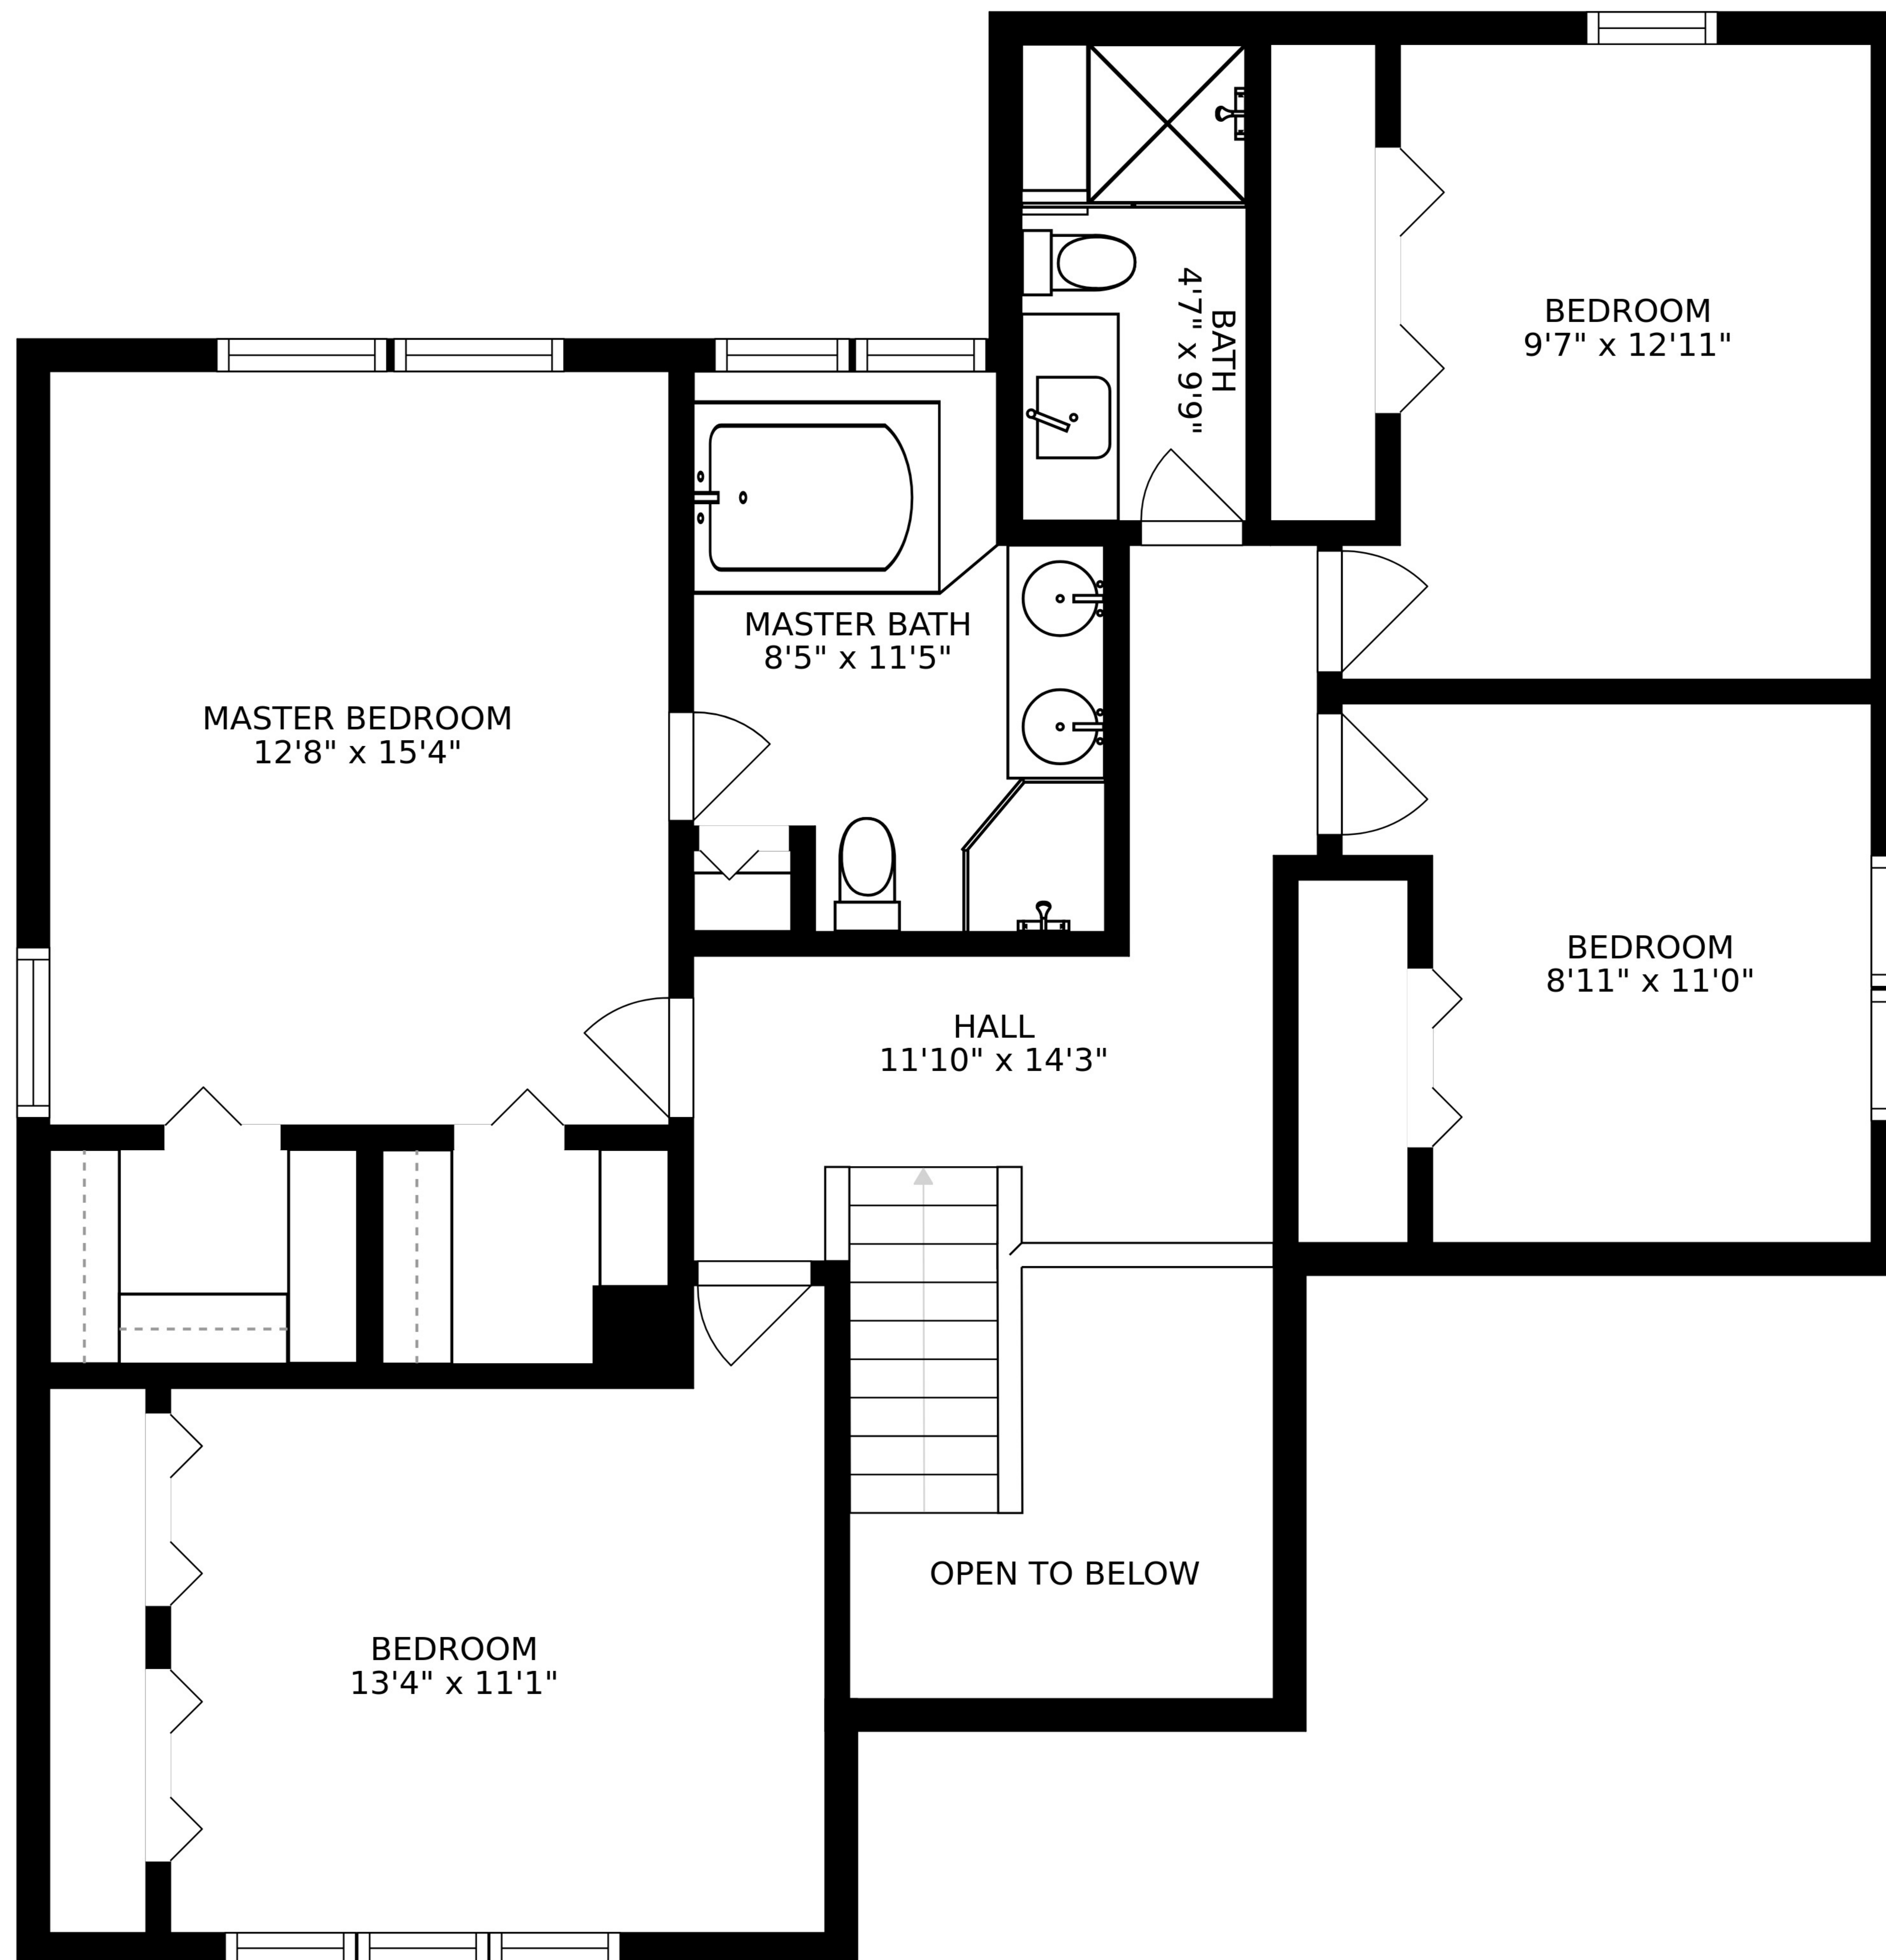 BATH
4'7" x 9'9"
BEDROOM
9'7" x 12'11"
MASTER BATH
8'5" x 11'5"
MASTER BEDROOM
12'8" x 15'4"
BEDROOM
8'11" x 11'0"
HALL
11'10" x 14'3"
OPEN TO BELOW
BEDROOM
13'4" x 11'1"